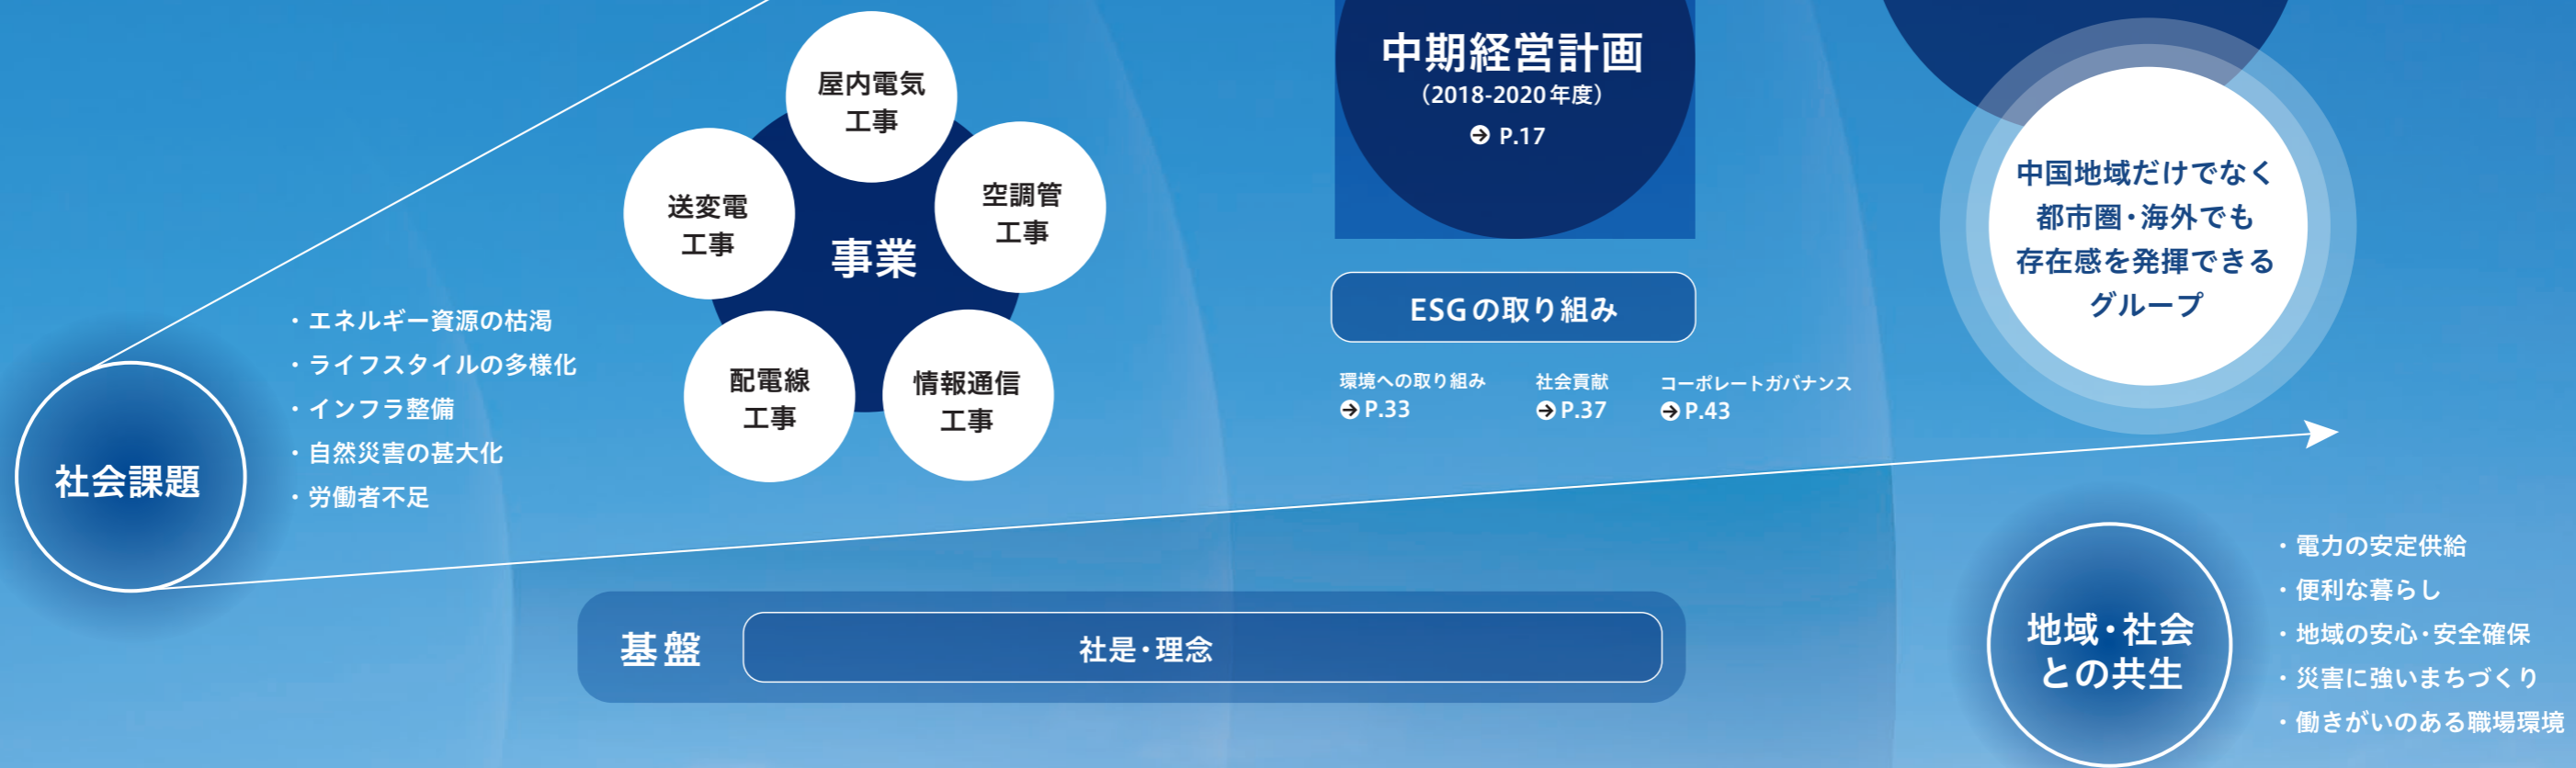 社会課題
・エネルギー資源の枯渇
・ライフスタイルの多様化
・インフラ整備
・自然災害の甚大化
・労働者不足
屋内電気
工事
送変電
工事
空調管
工事
事業
配電線
工事
情報通信
工事
中期経営計画
（2018-2020年度）
P.17
ESGの取り組み
環境への取り組み
P.33
社会貢献
P.37
コーポレートガバナンス
P.43
中国地域だけでなく
都市圏・海外でも
存在感を発揮できる
グループ
基盤
社是・理念
地域・社会
との共生
・電力の安定供給
・便利な暮らし
・地域の安心・安全確保
・災害に強いまちづくり
・働きがいのある職場環境